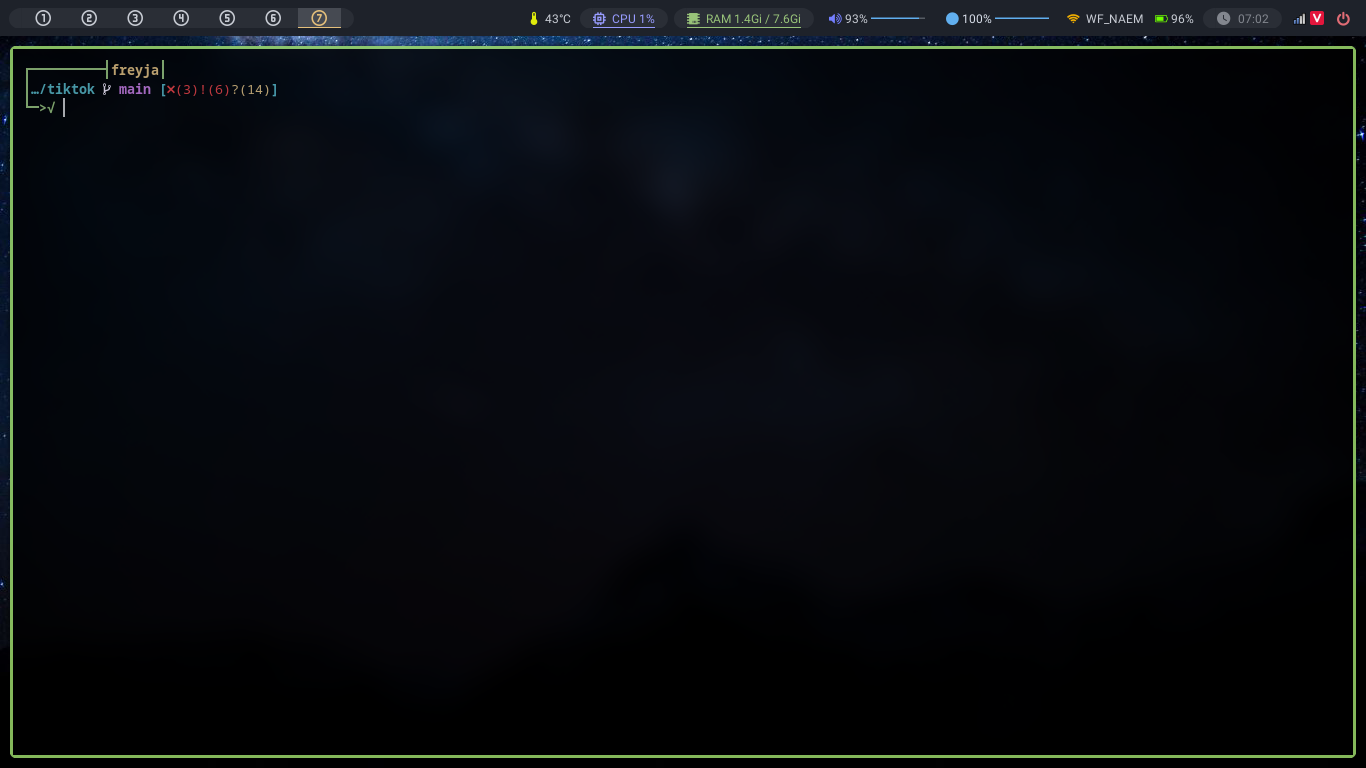 1 2 3 4 5 6 7 43°C CPU 1% RAM 1.4Gi / 7.6Gi 93% 100% WF_NAEM 96% 07:02 V
freyja
…/tiktok main [×(3)!(6)?(14)]
>√